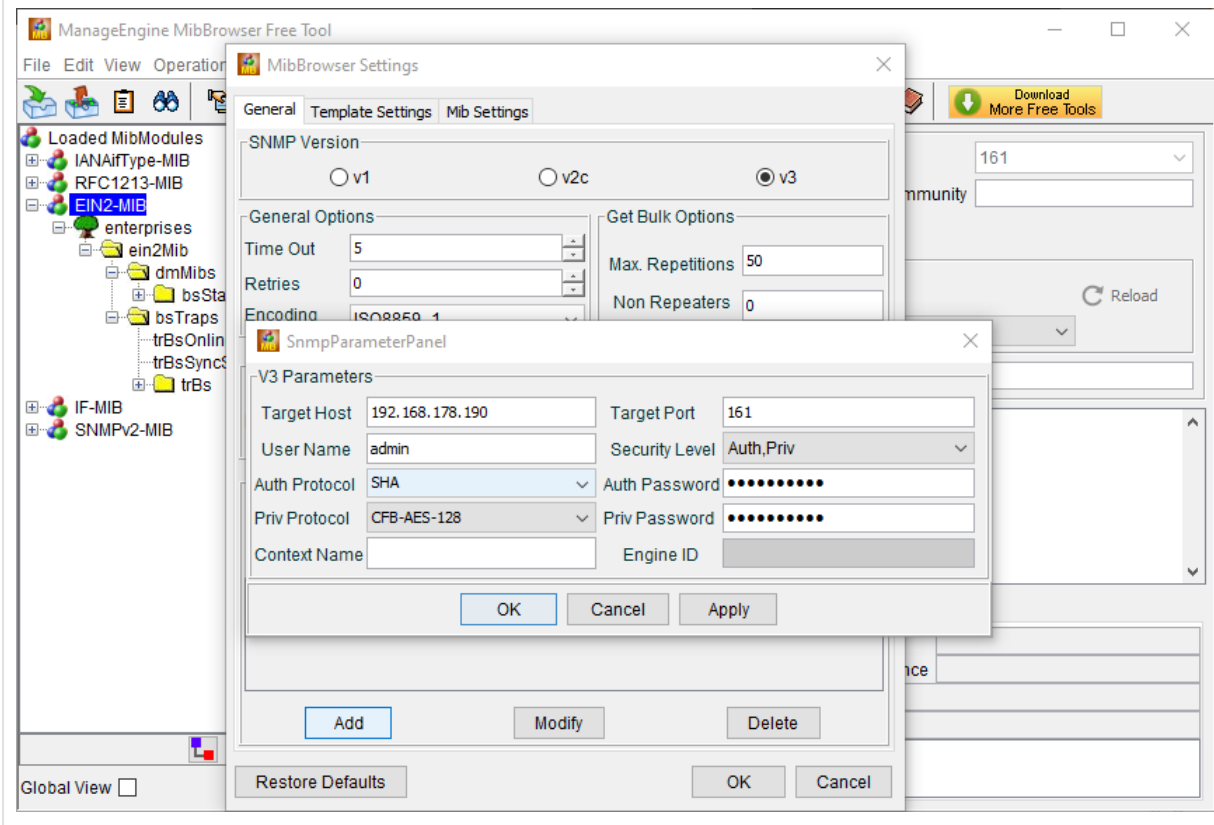 ManageEngine MibBrowser Free Tool
File Edit View Operation
MibBrowser Settings
General Template Settings Mib Settings
Download
More Free Tools
Loaded MibModules
IANAifType-MIB
RFC1213-MIB
EIN2-MIB
enterprises
ein2Mib
dmMibs
bsSta
bsTraps
trBsOnlin
trBsSyncS
trBs
IF-MIB
SNMPv2-MIB
Global View
SNMP Version
v1 v2c v3
General Options
Time Out 5
Retries 0
Encoding ISO8859_1
Get Bulk Options
Max. Repetitions 50
Non Repeaters 0
161
mmunity
Reload
SnmpParameterPanel
V3 Parameters
Target Host 192.168.178.190 Target Port 161
User Name admin Security Level Auth,Priv
Auth Protocol SHA Auth Password ••••••••••
Priv Protocol CFB-AES-128 Priv Password ••••••••••
Context Name Engine ID
OK Cancel Apply
nce
Add Modify Delete
Restore Defaults OK Cancel